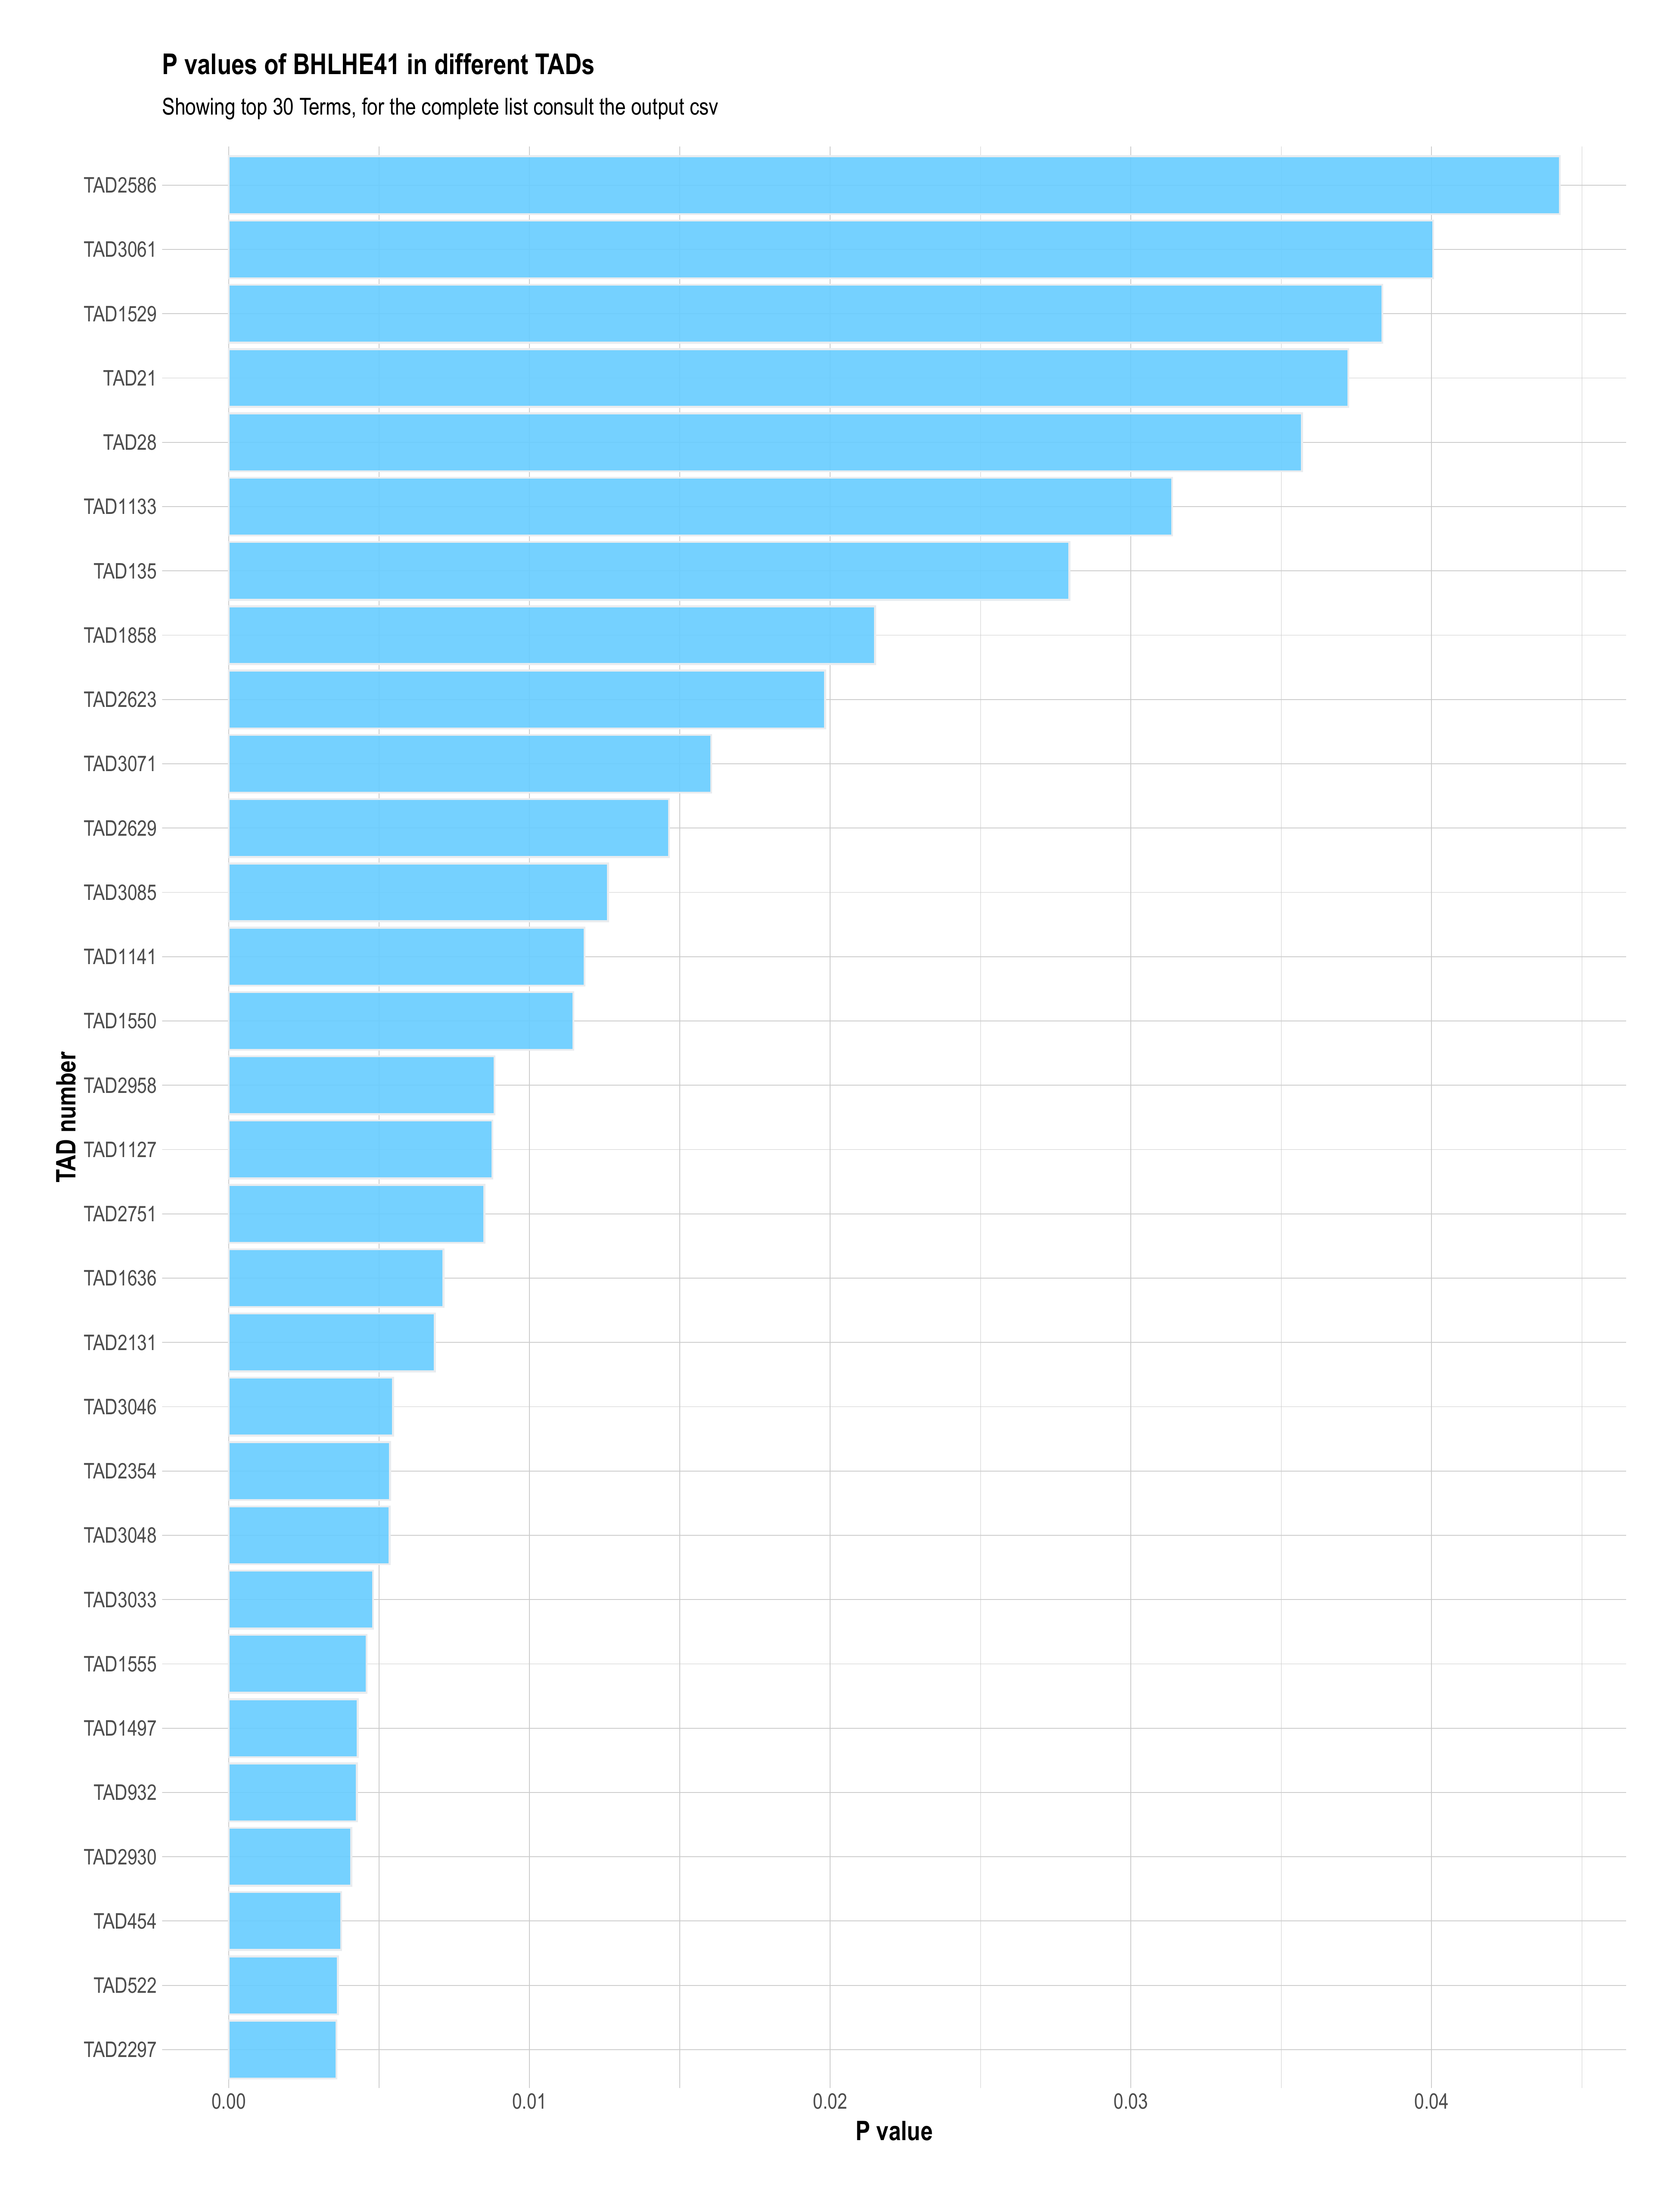 P values of BHLHE41 in different TADs
Showing top 30 Terms, for the complete list consult the output csv
TAD number
TAD2586
TAD3061
TAD1529
TAD21
TAD28
TAD1133
TAD135
TAD1858
TAD2623
TAD3071
TAD2629
TAD3085
TAD1141
TAD1550
TAD2958
TAD1127
TAD2751
TAD1636
TAD2131
TAD3046
TAD2354
TAD3048
TAD3033
TAD1555
TAD1497
TAD932
TAD2930
TAD454
TAD522
TAD2297
0.00 0.01 0.02 0.03 0.04
P value